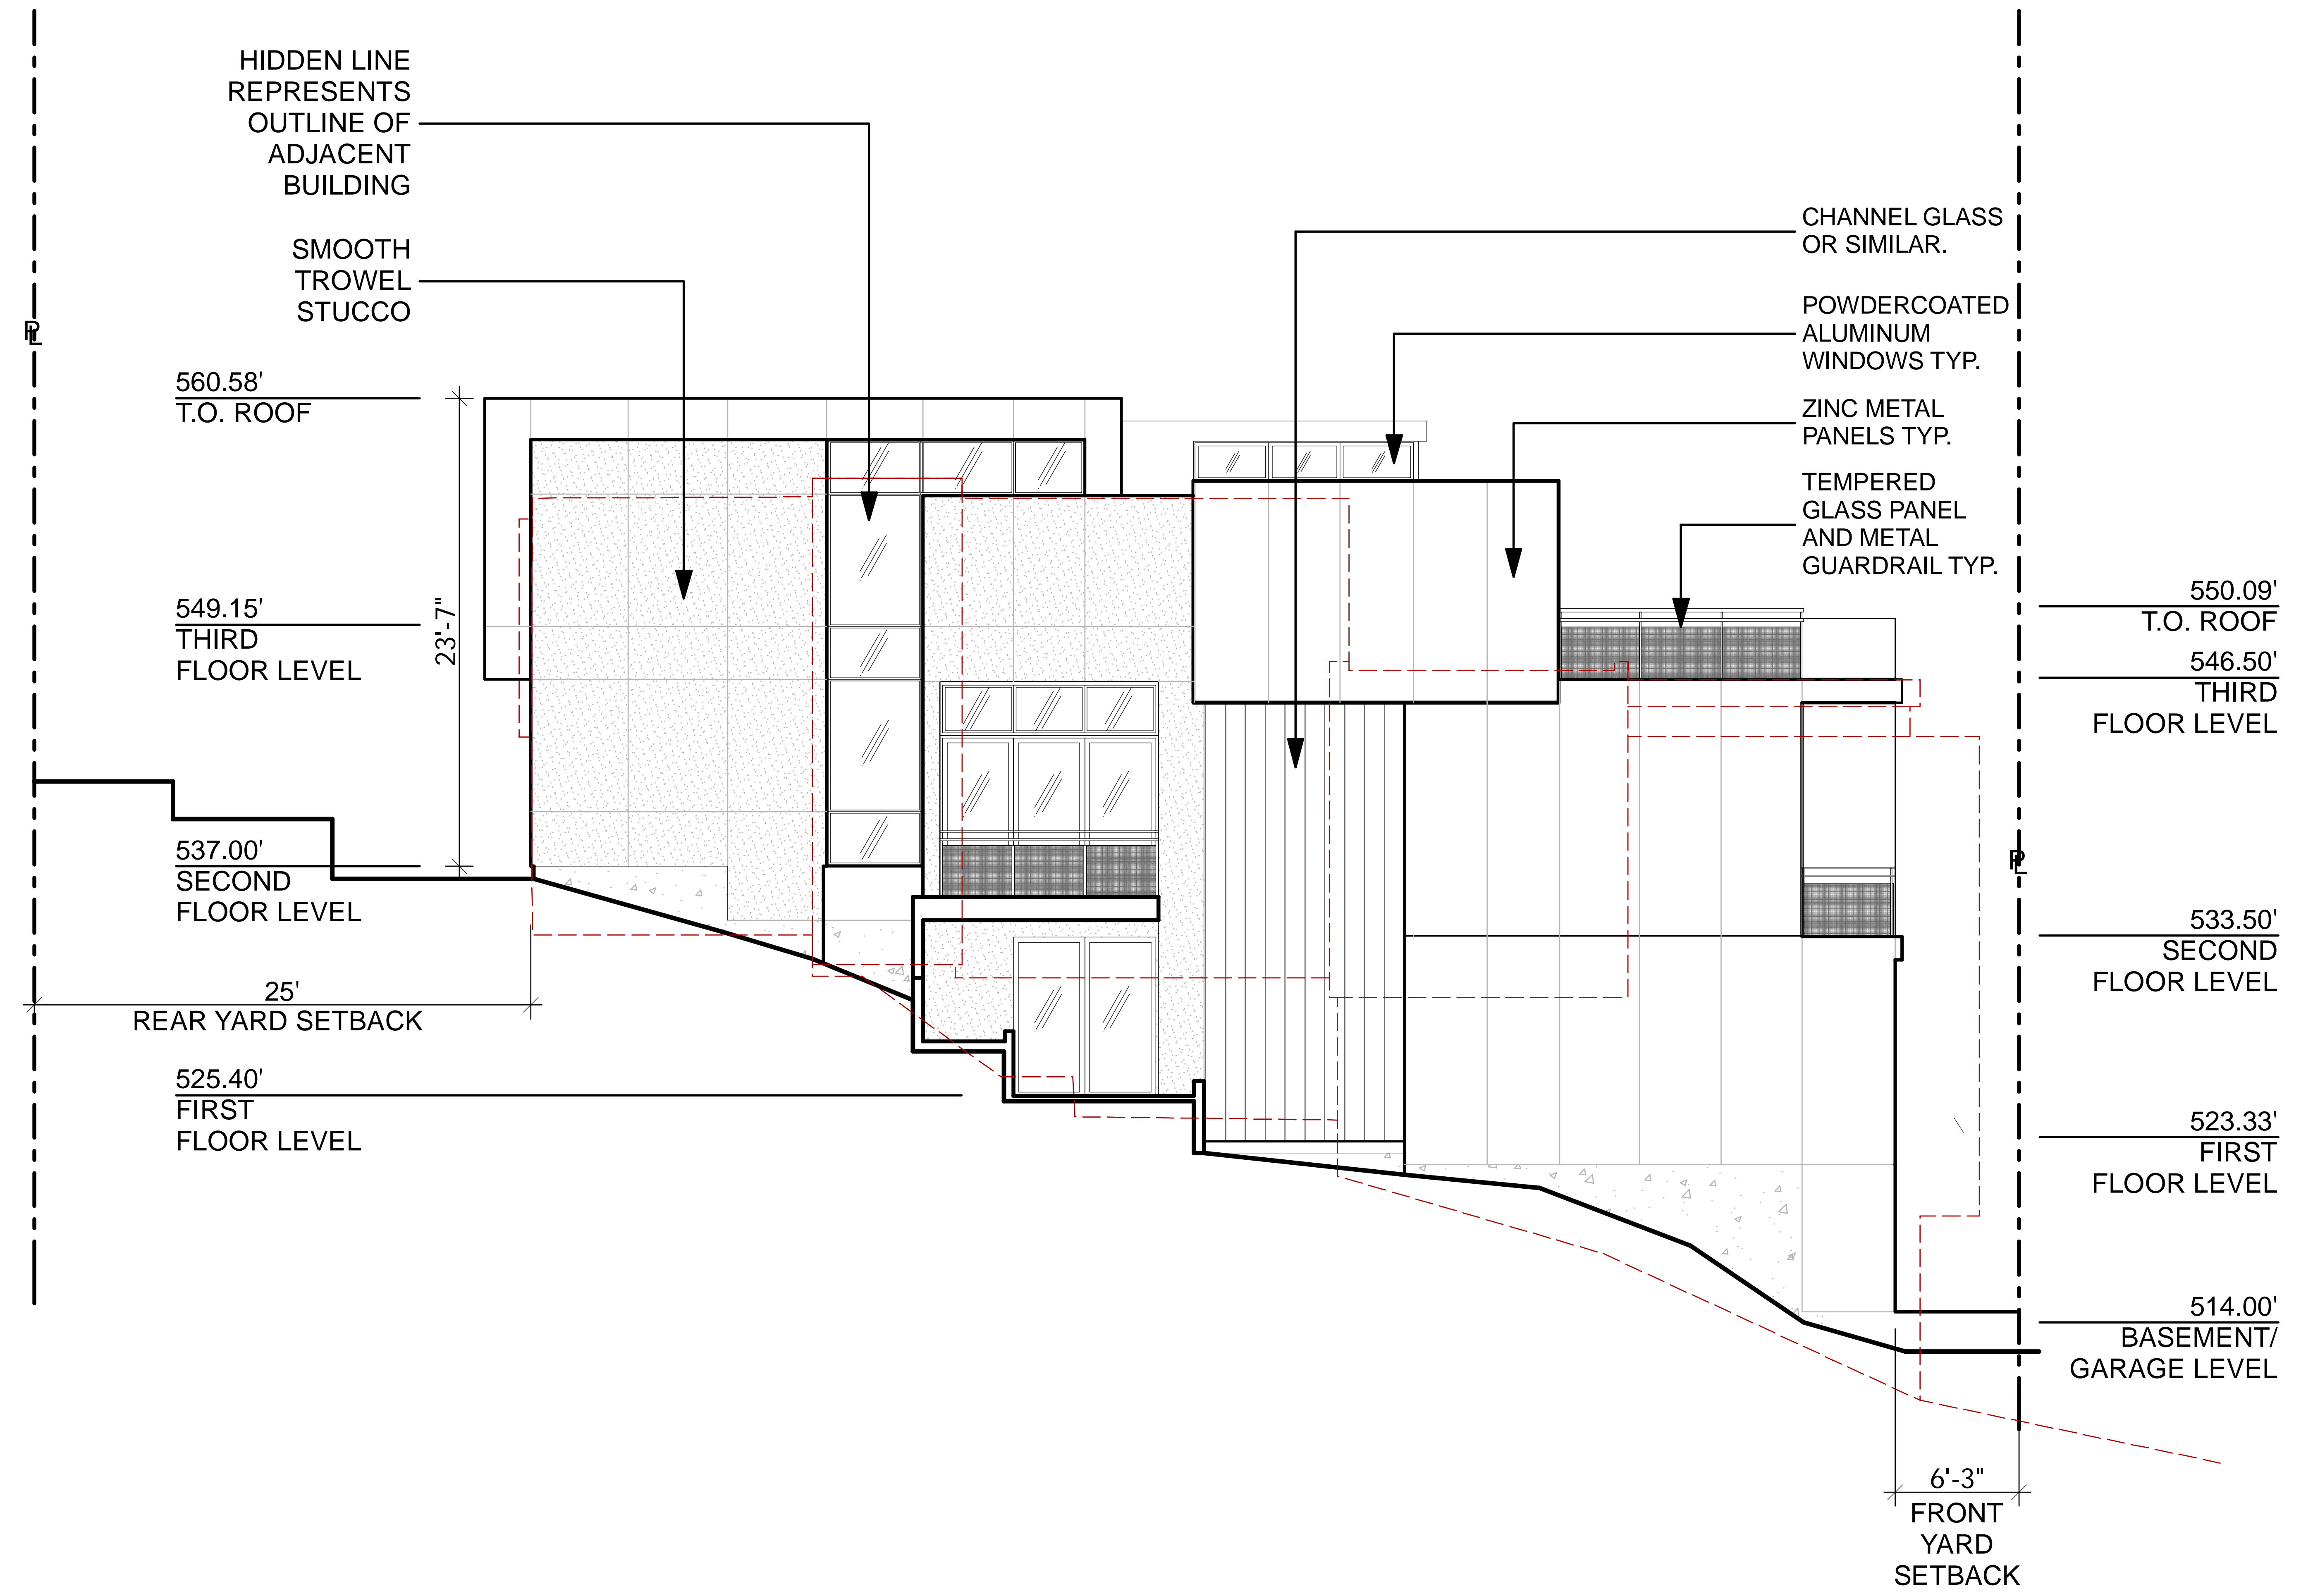 HIDDEN LINE
REPRESENTS
OUTLINE OF
ADJACENT
BUILDING
SMOOTH
TROWEL
STUCCO
PL
560.58'
T.O. ROOF
549.15'
THIRD
FLOOR LEVEL
23'-7"
537.00'
SECOND
FLOOR LEVEL
25'
REAR YARD SETBACK
525.40'
FIRST
FLOOR LEVEL
CHANNEL GLASS
OR SIMILAR.
POWDERCOATED
ALUMINUM
WINDOWS TYP.
ZINC METAL
PANELS TYP.
TEMPERED
GLASS PANEL
AND METAL
GUARDRAIL TYP.
550.09'
T.O. ROOF
546.50'
THIRD
FLOOR LEVEL
PL
533.50'
SECOND
FLOOR LEVEL
523.33'
FIRST
FLOOR LEVEL
514.00'
BASEMENT/
GARAGE LEVEL
6'-3"
FRONT
YARD
SETBACK